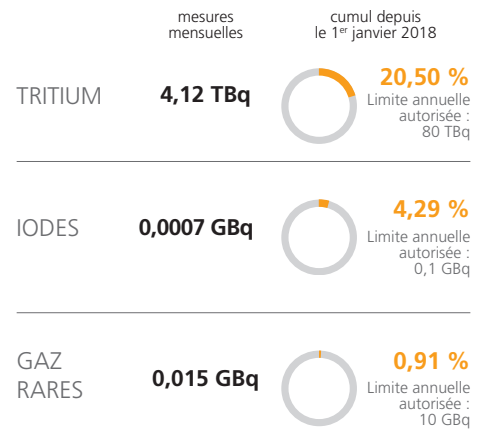 mesures
mensuelles
cumul depuis
le 1er janvier 2018
TRITIUM
4,12 TBq
20,50 %
Limite annuelle
autorisée :
80 TBq
IODES
0,0007 GBq
4,29 %
Limite annuelle
autorisée :
0,1 GBq
GAZ
RARES
0,015 GBq
0,91 %
Limite annuelle
autorisée :
10 GBq